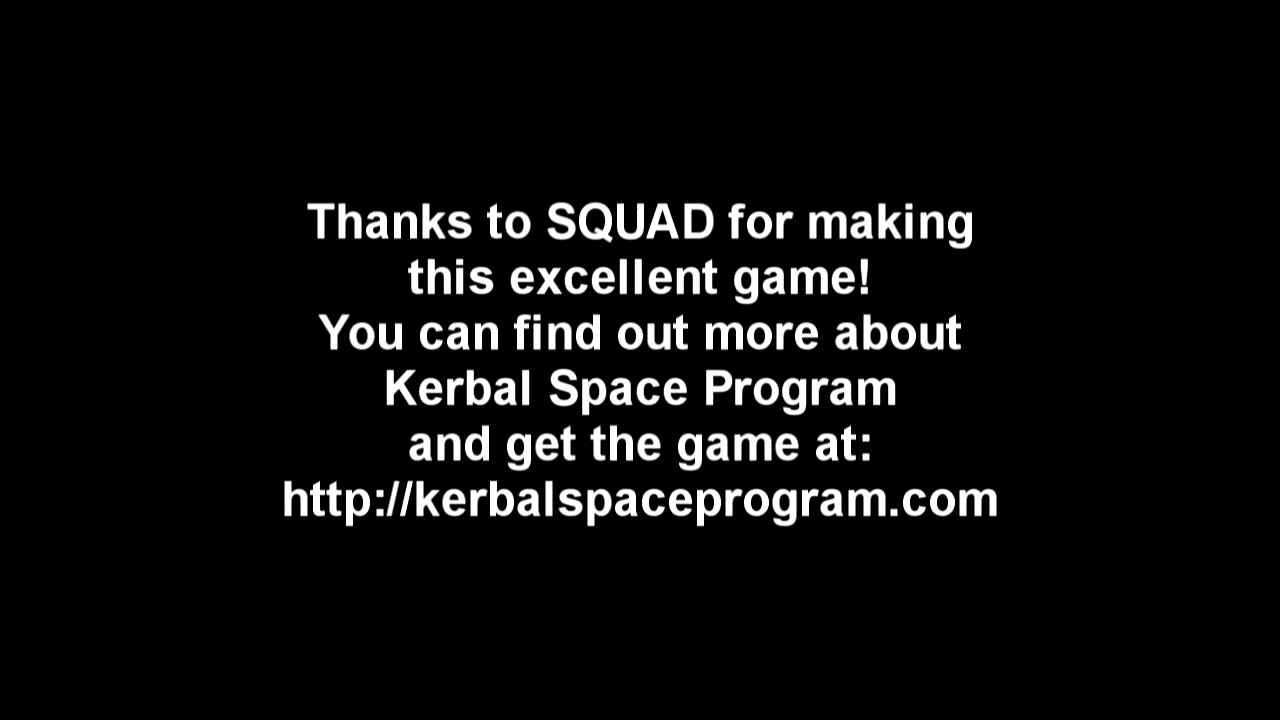 Thanks to SQUAD for making
this excellent game!
You can find out more about
Kerbal Space Program
and get the game at:
http://kerbalspaceprogram.com